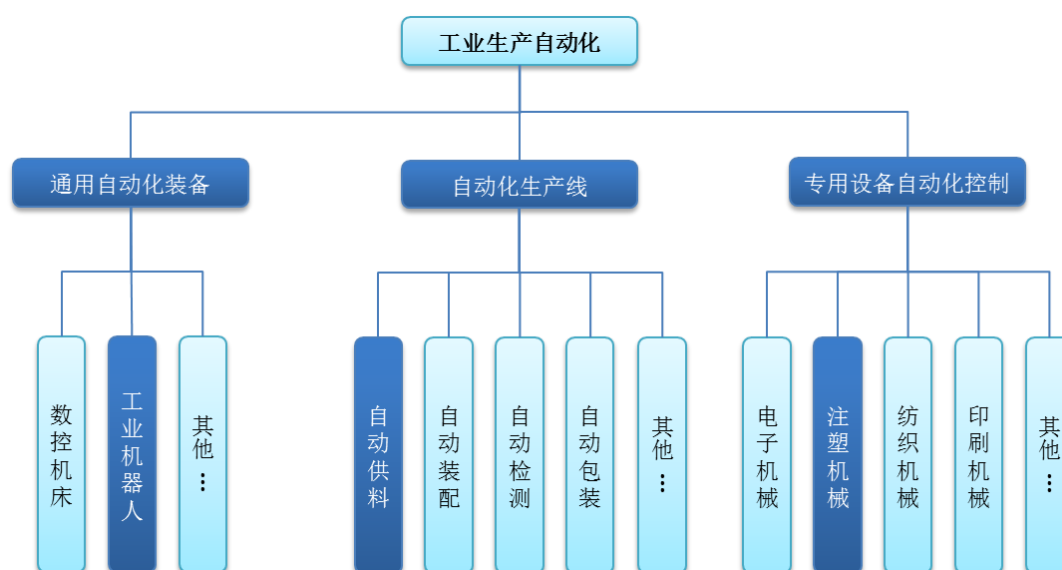 工业生产自动化
通用自动化装备
自动化生产线
专用设备自动化控制
数控机床
工业机器人
其他…
自动供料
自动装配
自动检测
自动包装
其他…
电子机械
注塑机械
纺织机械
印刷机械
其他…